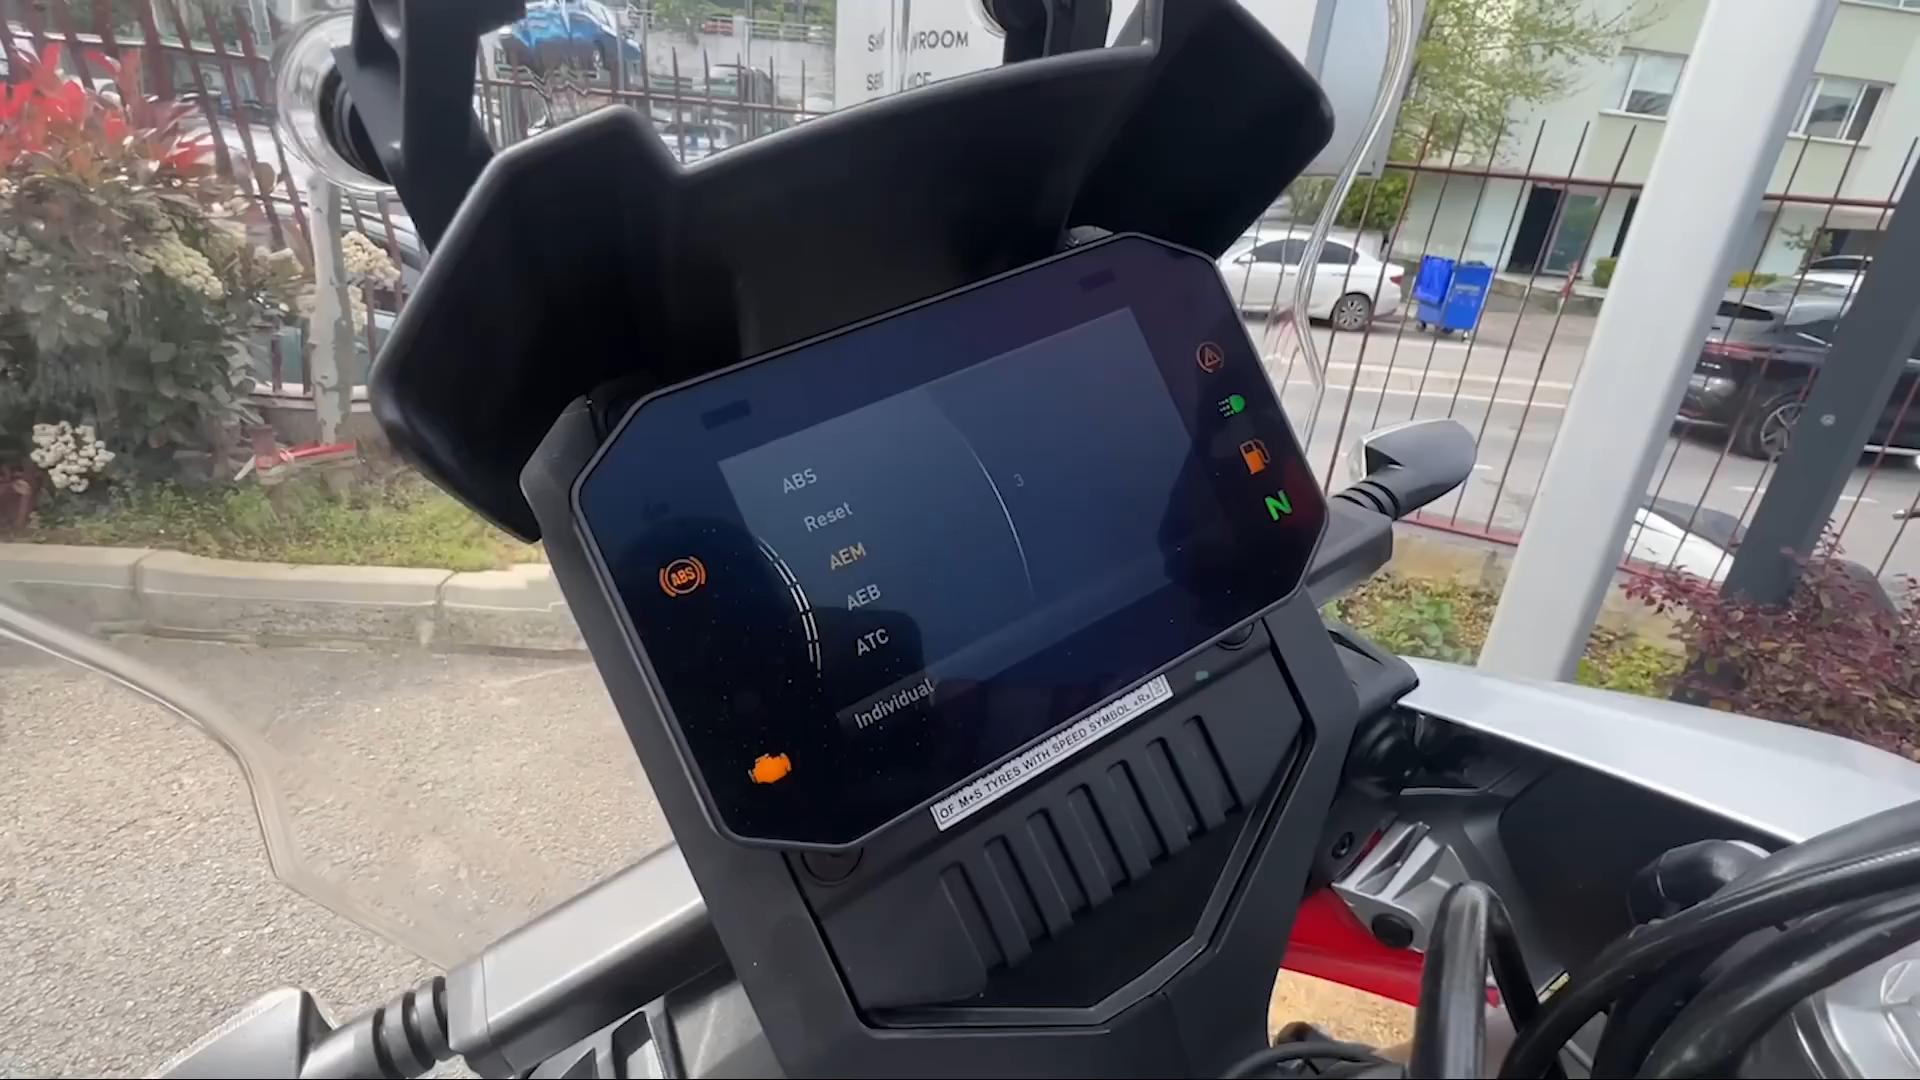 ROOM
ABS
Reset
AEM
AEB
ATC
Individual
3
ABS
N
OF M+S TYRES WITH SPEED SYMBOL «R»